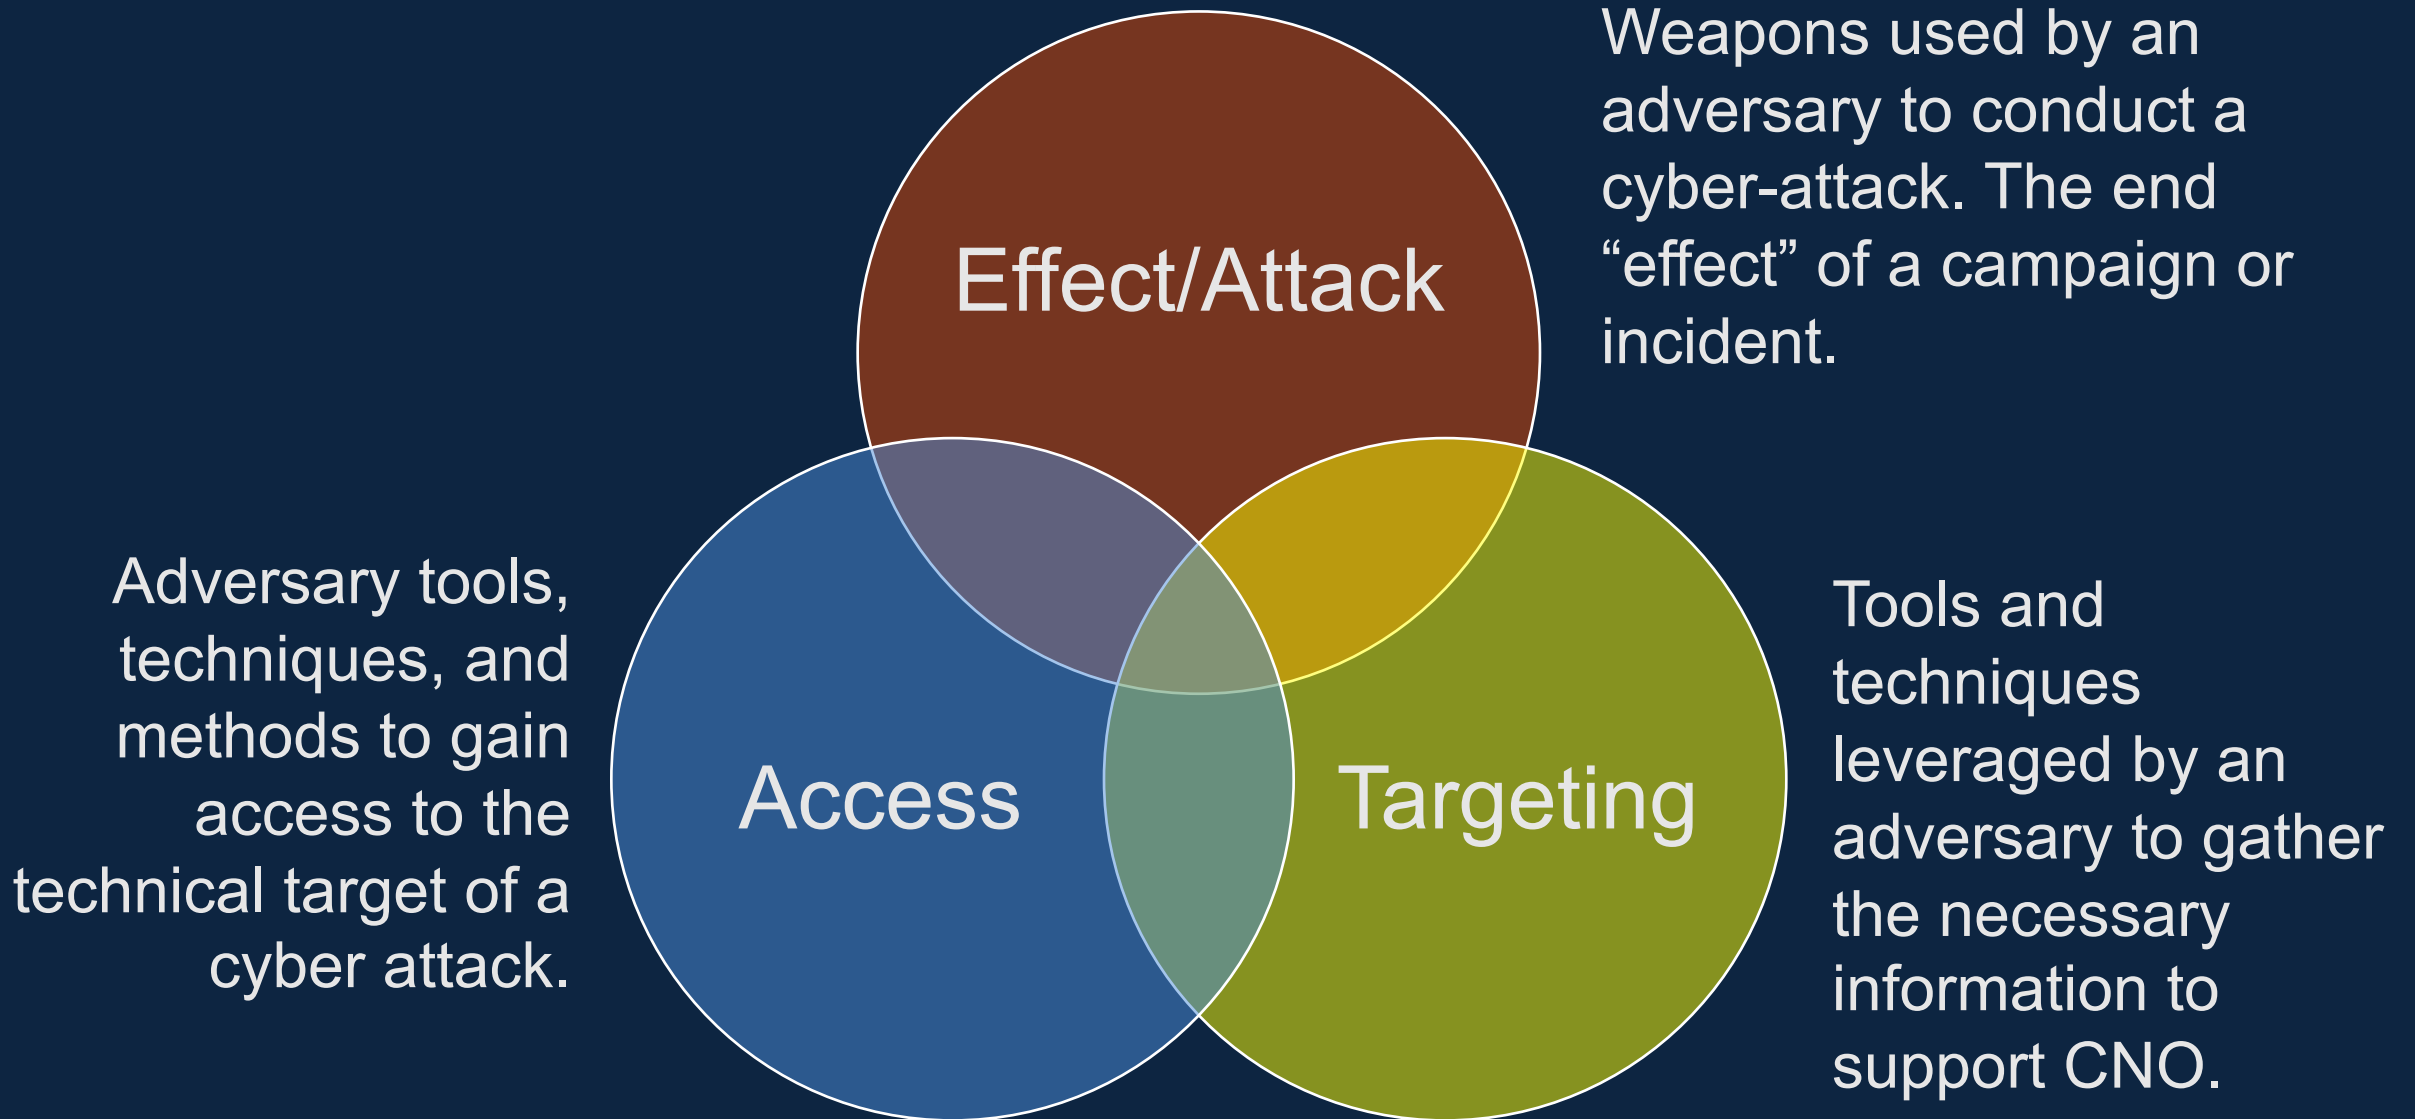 Weapons used by an
adversary to conduct a
cyber-attack. The end
“effect” of a campaign or
incident.
Effect/Attack
Adversary tools,
techniques, and
methods to gain
access to the
technical target of a
cyber attack.
Access
Targeting
Tools and
techniques
leveraged by an
adversary to gather
the necessary
information to
support CNO.